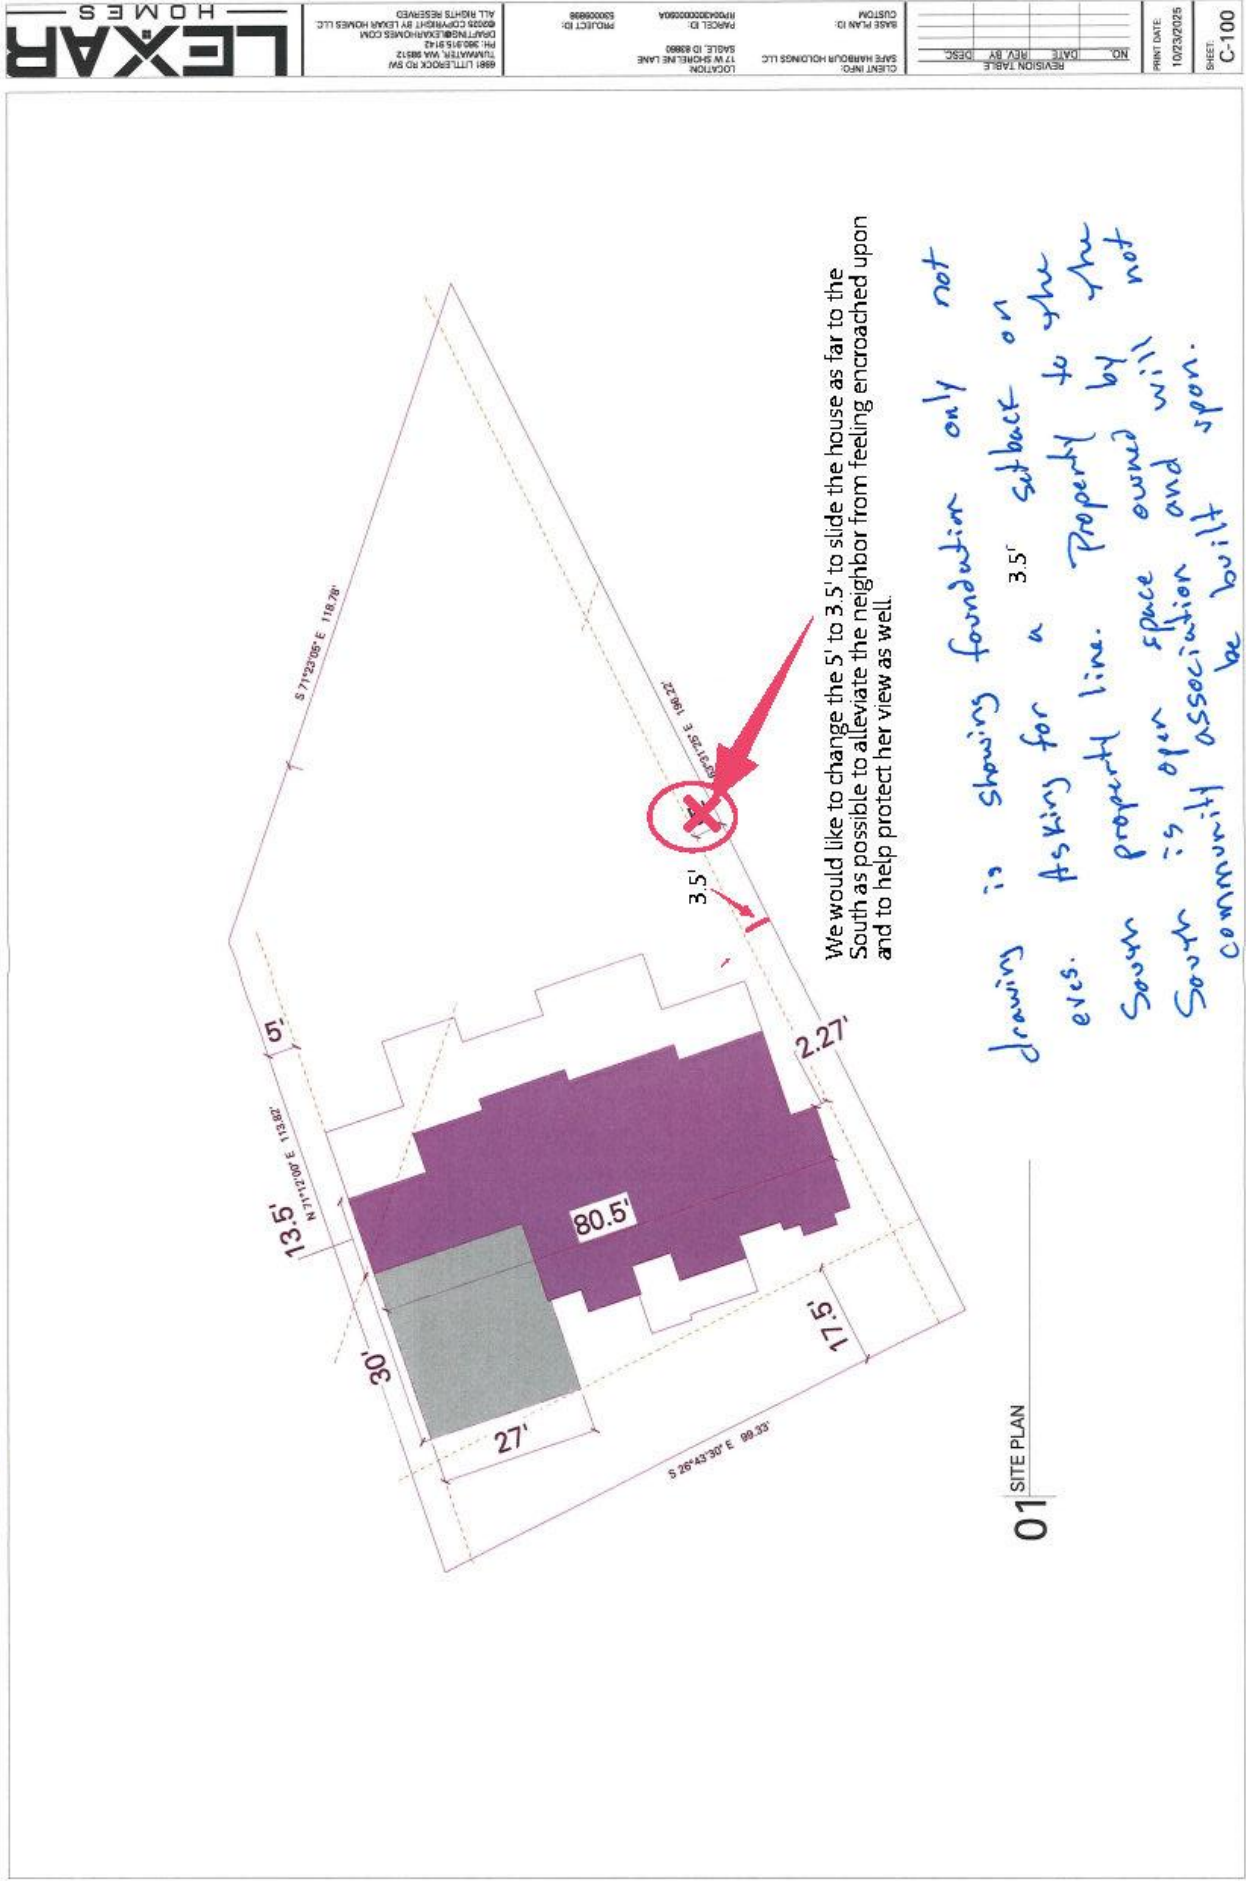 LEXAR
HOMES
6981 LITTLEROCK RD SW
TUMWATER, WA 98512
PH: 360.915.9142
DRAFTING@LEXARHOMES.COM
©2025 COPYRIGHT BY LEXAR HOMES LLC
ALL RIGHTS RESERVED
LOCATION
17 W SHORELINE LANE
SAGLE, ID 83860
PARCEL ID:
PROJECT ID:
CLIENT INFO:
SAFE HARBOUR HOLDINGS LLC
BASE PLAN ID:
CUSTOM
REVISION TABLE
NO. DATE REV. BY DESC.
PRINT DATE:
10/23/2025
SHEET:
C-100
S 71°23'05" E 118.78'
5'
N 71°12'00" E 113.82'
13.5'
30'
27'
80.5'
17.5'
S 26°43'30" E 99.33'
2.27'
3.5'
63°31'25" E 196.22'
We would like to change the 5' to 3.5' to slide the house as far to the
South as possible to alleviate the neighbor from feeling encroached upon
and to help protect her view as well.
drawing is showing foundation only not
eves. Asking for a 3.5' setback on
South property line. Property to the
South is open space owned by the
community association and will not
be built upon.
01 SITE PLAN